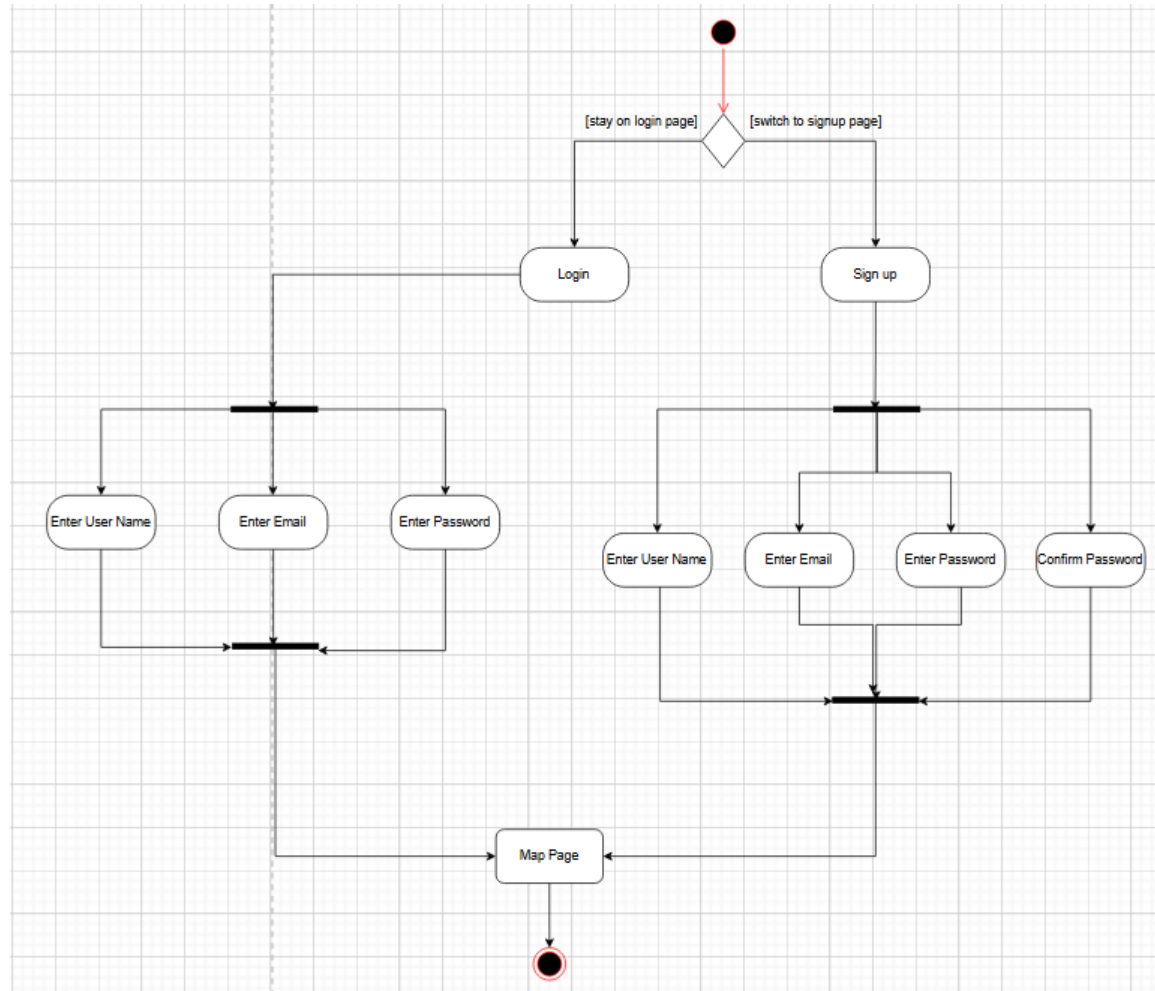 [stay on login page]
[switch to signup page]
Login
Sign up
Enter User Name
Enter Email
Enter Password
Enter User Name
Enter Email
Enter Password
Confirm Password
Map Page